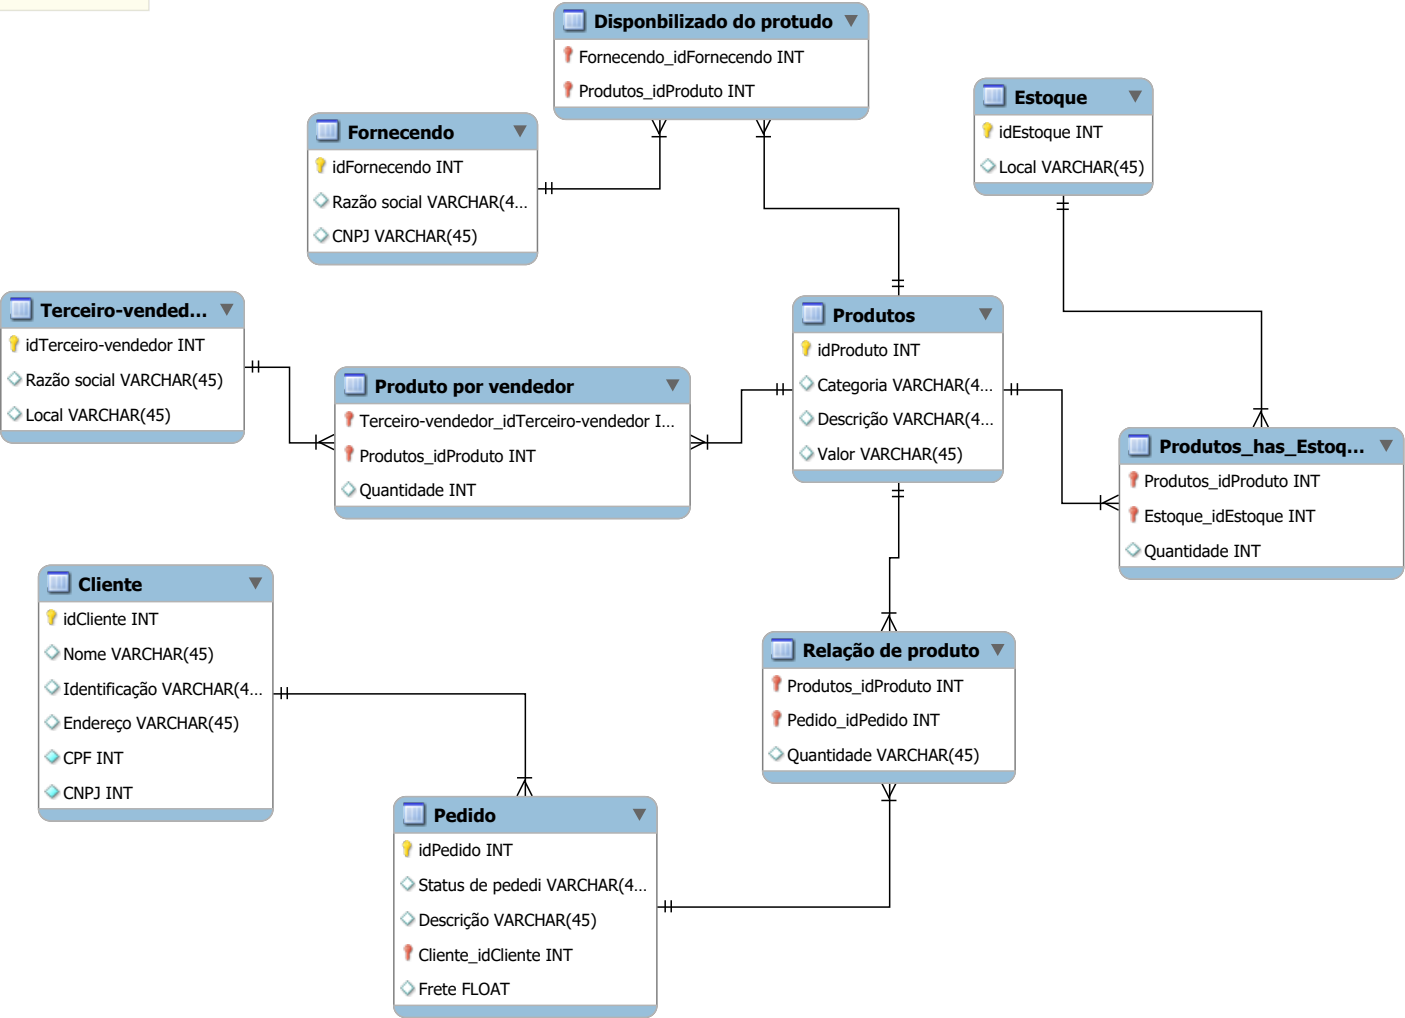 Disponbilizado do protudo
Fornecendo_idFornecendo INT
Produtos_idProduto INT
Estoque
idEstoque INT
Local VARCHAR(45)
Fornecendo
idFornecendo INT
Razão social VARCHAR(4...
CNPJ VARCHAR(45)
Terceiro-vended...
idTerceiro-vendedor INT
Razão social VARCHAR(45)
Local VARCHAR(45)
Produto por vendedor
Terceiro-vendedor_idTerceiro-vendedor I...
Produtos_idProduto INT
Quantidade INT
Produtos
idProduto INT
Categoria VARCHAR(4...
Descrição VARCHAR(4...
Valor VARCHAR(45)
Produtos_has_Estoq...
Produtos_idProduto INT
Estoque_idEstoque INT
Quantidade INT
Cliente
idCliente INT
Nome VARCHAR(45)
Identificação VARCHAR(4...
Endereço VARCHAR(45)
CPF INT
CNPJ INT
Relação de produto
Produtos_idProduto INT
Pedido_idPedido INT
Quantidade VARCHAR(45)
Pedido
idPedido INT
Status de pededi VARCHAR(4...
Descrição VARCHAR(45)
Cliente_idCliente INT
Frete FLOAT